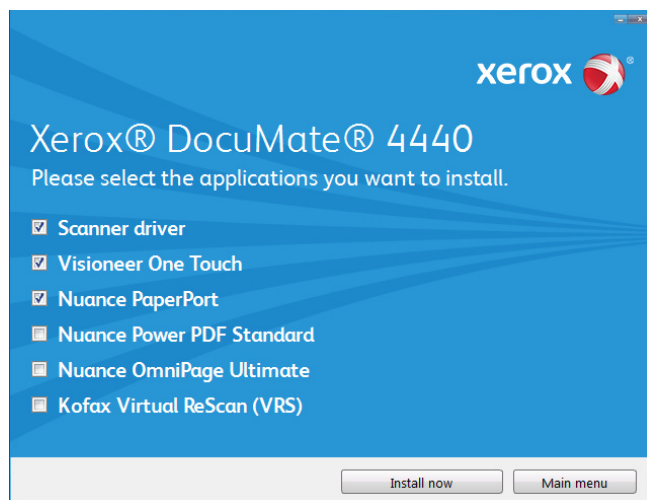 xerox®
Xerox® DocuMate® 4440
Please select the applications you want to install.
Scanner driver
Visioneer One Touch
Nuance PaperPort
Nuance Power PDF Standard
Nuance OmniPage Ultimate
Kofax Virtual ReScan (VRS)
Install now Main menu